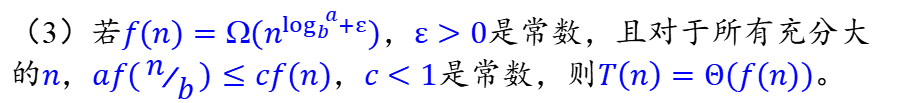 （3）若f(n) = Ω(n^{log_b^a+ε})，ε > 0是常数，且对于所有充分大
的n，af(n/b) ≤ cf(n)，c < 1是常数，则T(n) = Θ(f(n))。